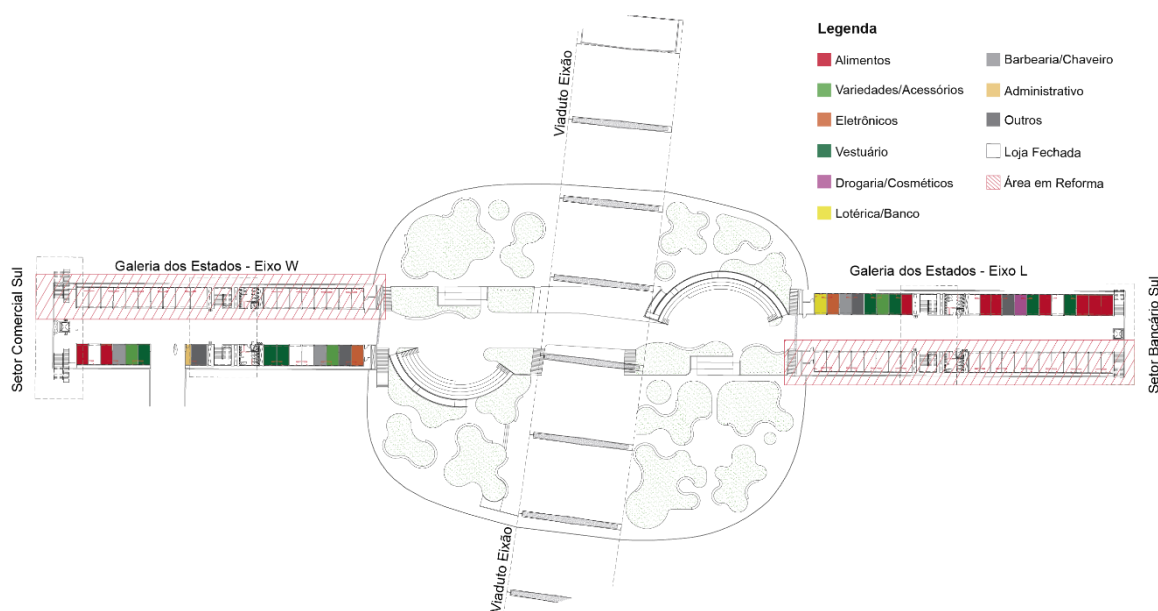 Legenda
Alimentos
Variedades/Acessórios
Eletrônicos
Vestuário
Drogaria/Cosméticos
Lotérica/Banco
Barbearia/Chaveiro
Administrativo
Outros
Loja Fechada
Área em Reforma
Viaduto Eixão
Galeria dos Estados - Eixo W
Galeria dos Estados - Eixo L
Setor Comercial Sul
Setor Bancário Sul
Viaduto Eixão